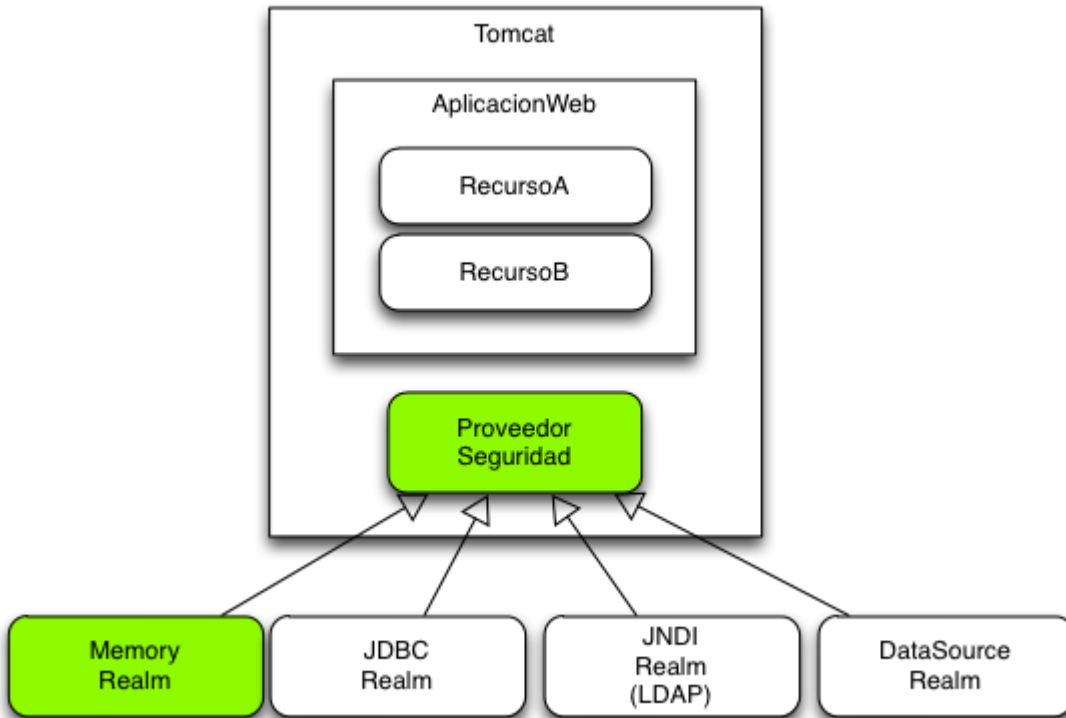 Tomcat
AplicacionWeb
RecursoA
RecursoB
Proveedor
Seguridad
Memory
Realm
JDBC
Realm
JNDI
Realm
(LDAP)
DataSource
Realm